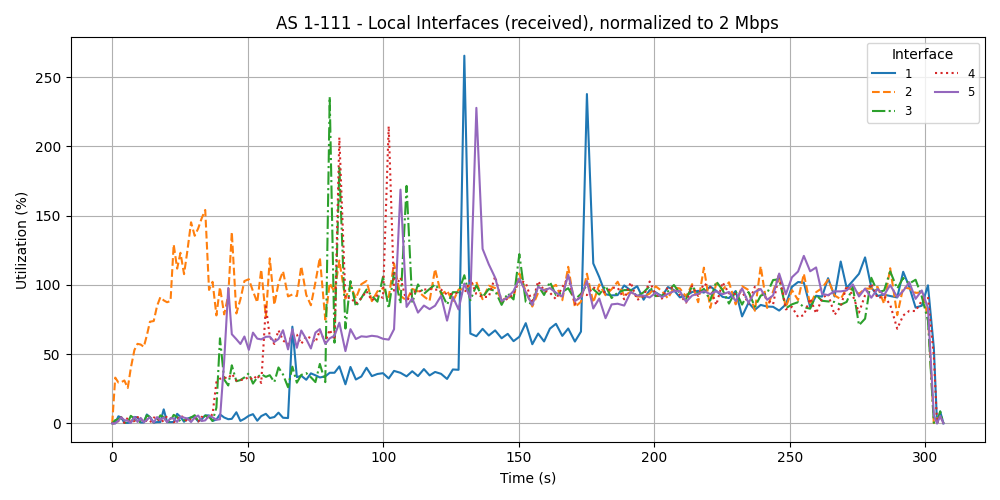 AS 1-111 - Local Interfaces (received), normalized to 2 Mbps
Utilization (%)
250
200
150
100
50
0
0 50 100 150 200 250 300
Time (s)
Interface
1 4
2 5
3